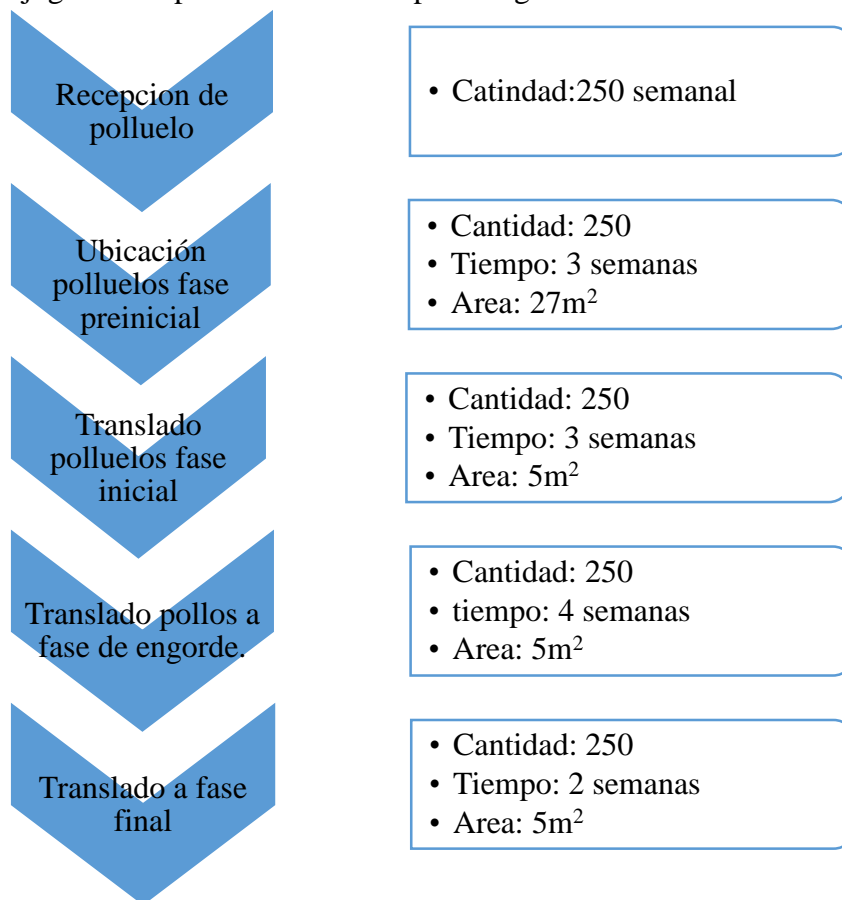 Recepcion de
polluelo
• Catindad:250 semanal
Ubicación
polluelos fase
preinicial
• Cantidad: 250
• Tiempo: 3 semanas
• Area: 27m²
Translado
polluelos fase
inicial
• Cantidad: 250
• Tiempo: 3 semanas
• Area: 5m²
Translado pollos a
fase de engorde.
• Cantidad: 250
• tiempo: 4 semanas
• Area: 5m²
Translado a fase
final
• Cantidad: 250
• Tiempo: 2 semanas
• Area: 5m²